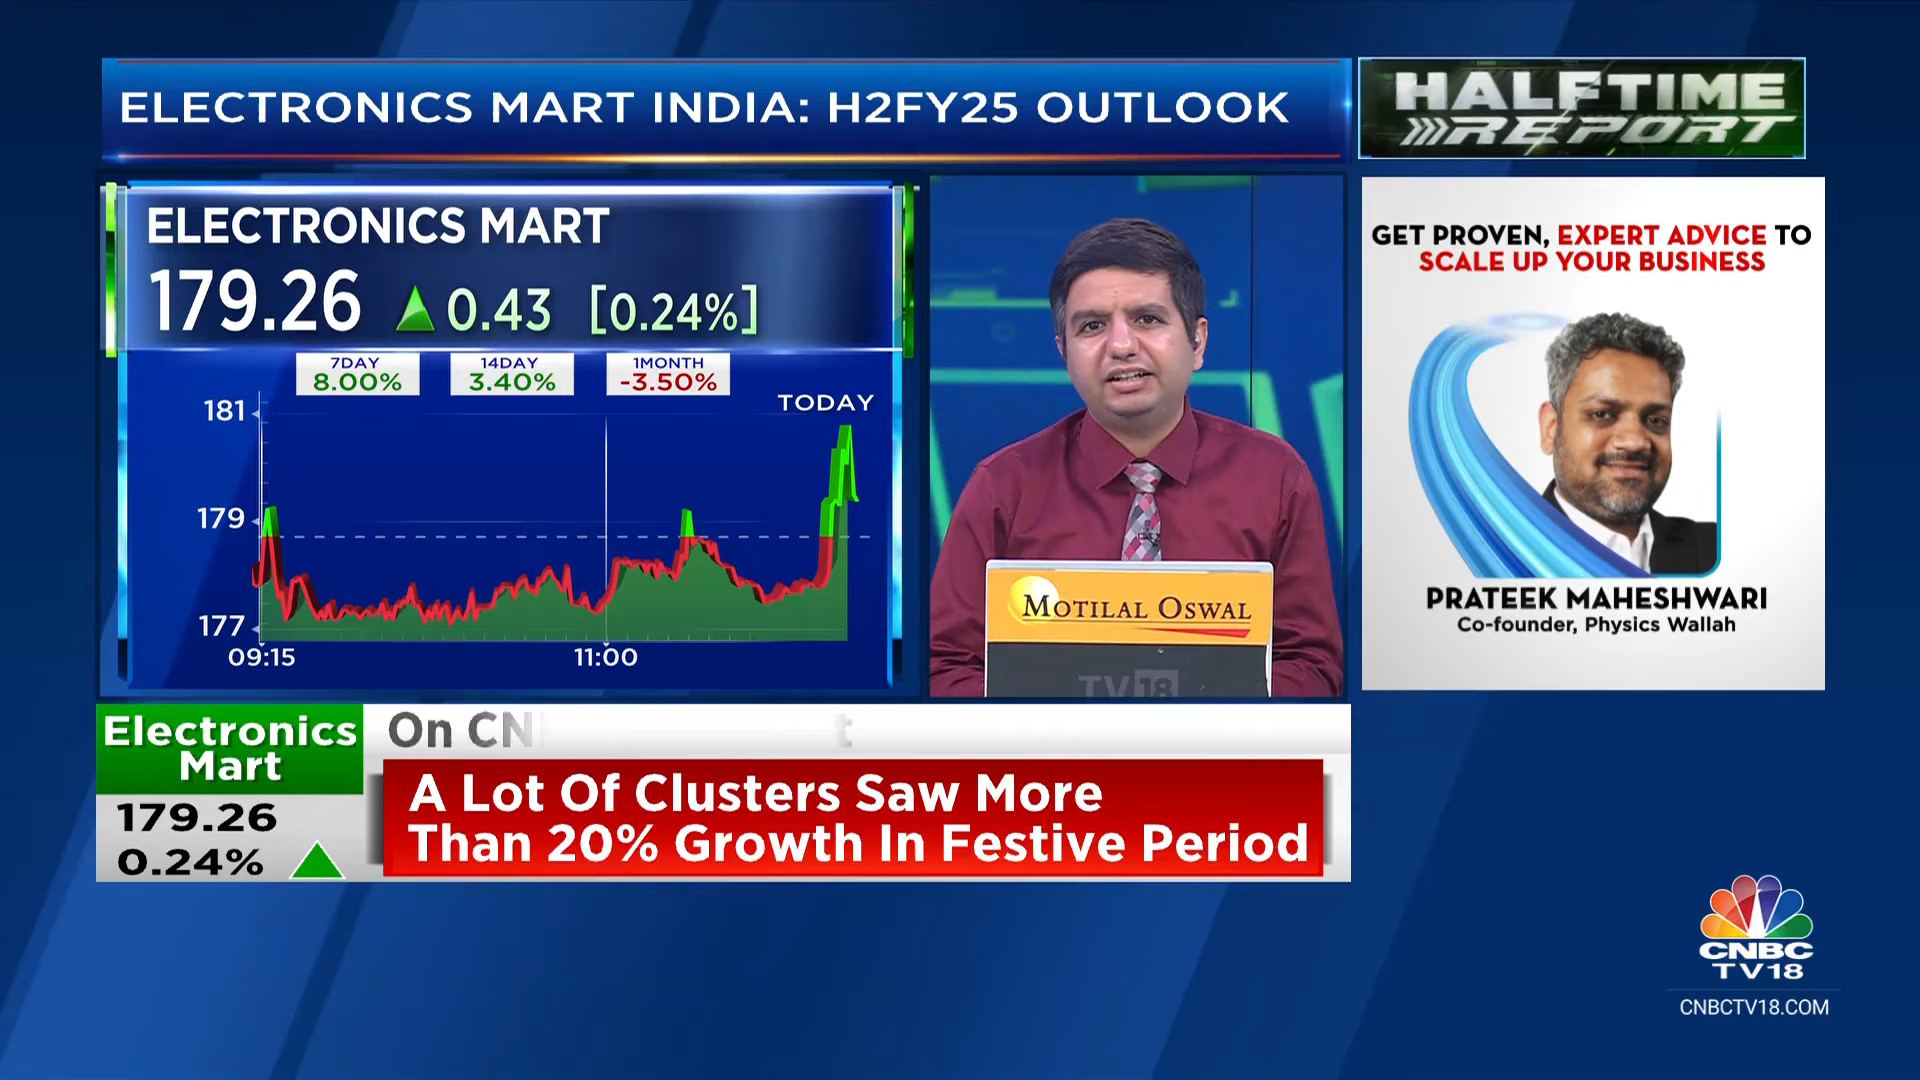 ELECTRONICS MART INDIA: H2FY25 OUTLOOK
HALFTIME
REPORT
ELECTRONICS MART
179.26 ▲ 0.43 [0.24%]
7DAY
8.00%
14DAY
3.40%
1MONTH
-3.50%
TODAY
181
179
177
09:15
11:00
MOTILAL OSWAL
TV18
GET PROVEN, EXPERT ADVICE TO
SCALE UP YOUR BUSINESS
PRATEEK MAHESHWARI
Co-founder, Physics Wallah
Electronics
Mart
179.26
0.24%
On CN
A Lot Of Clusters Saw More
Than 20% Growth In Festive Period
CNBC
TV18
CNBCTV18.COM